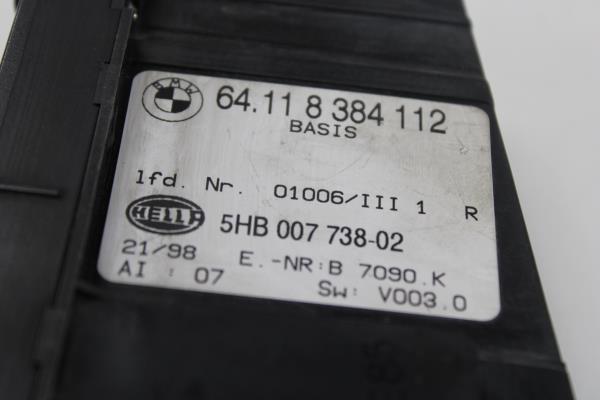 BMW
64.11 8 384 112
BASIS
lfd. Nr. 01006/III 1 R
HELLA
5HB 007 738-02
21/98 E.-NR:B 7090.K
AI : 07 SW: V003.0